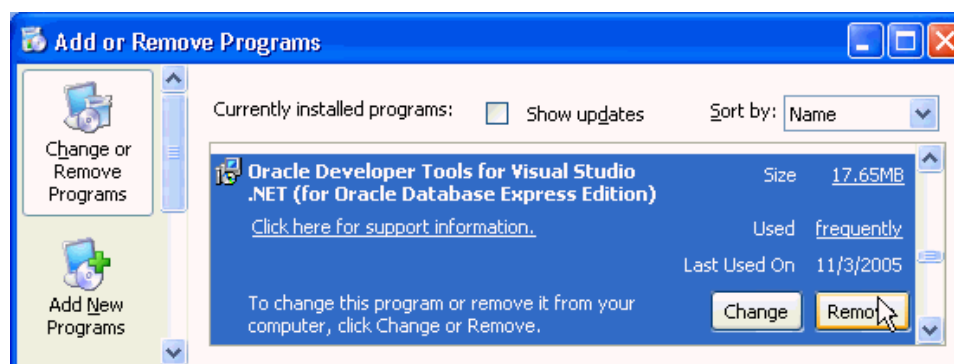 Add or Remove Programs
Change or
Remove
Programs
Add New
Programs
Currently installed programs:
Show updates
Sort by:
Name
Oracle Developer Tools for Visual Studio
.NET (for Oracle Database Express Edition)
Size
17.65MB
Click here for support information.
Used
frequently
Last Used On
11/3/2005
To change this program or remove it from your
computer, click Change or Remove.
Change
Remove